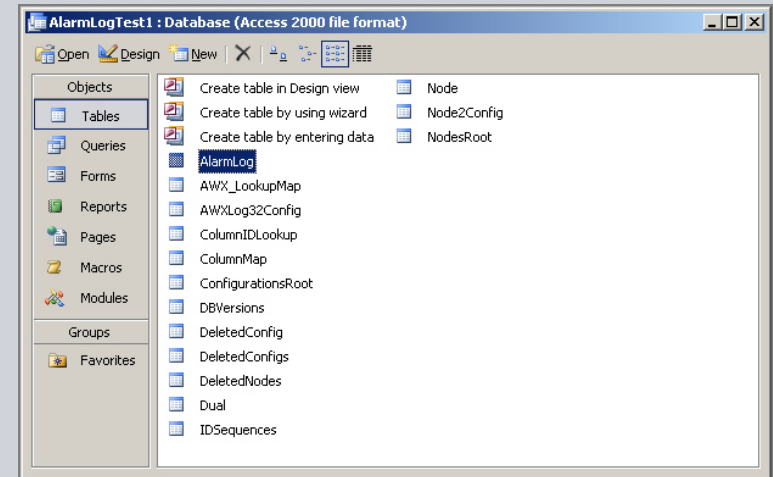 AlarmLogTest1 : Database (Access 2000 file format)
Open Design New
Objects
Tables
Queries
Forms
Reports
Pages
Macros
Modules
Groups
Favorites
Create table in Design view
Create table by using wizard
Create table by entering data
AlarmLog
AWX_LookupMap
AWXLog32Config
ColumnIDLookup
ColumnMap
ConfigurationsRoot
DBVersions
DeletedConfig
DeletedConfigs
DeletedNodes
Dual
IDSequences
Node
Node2Config
NodesRoot